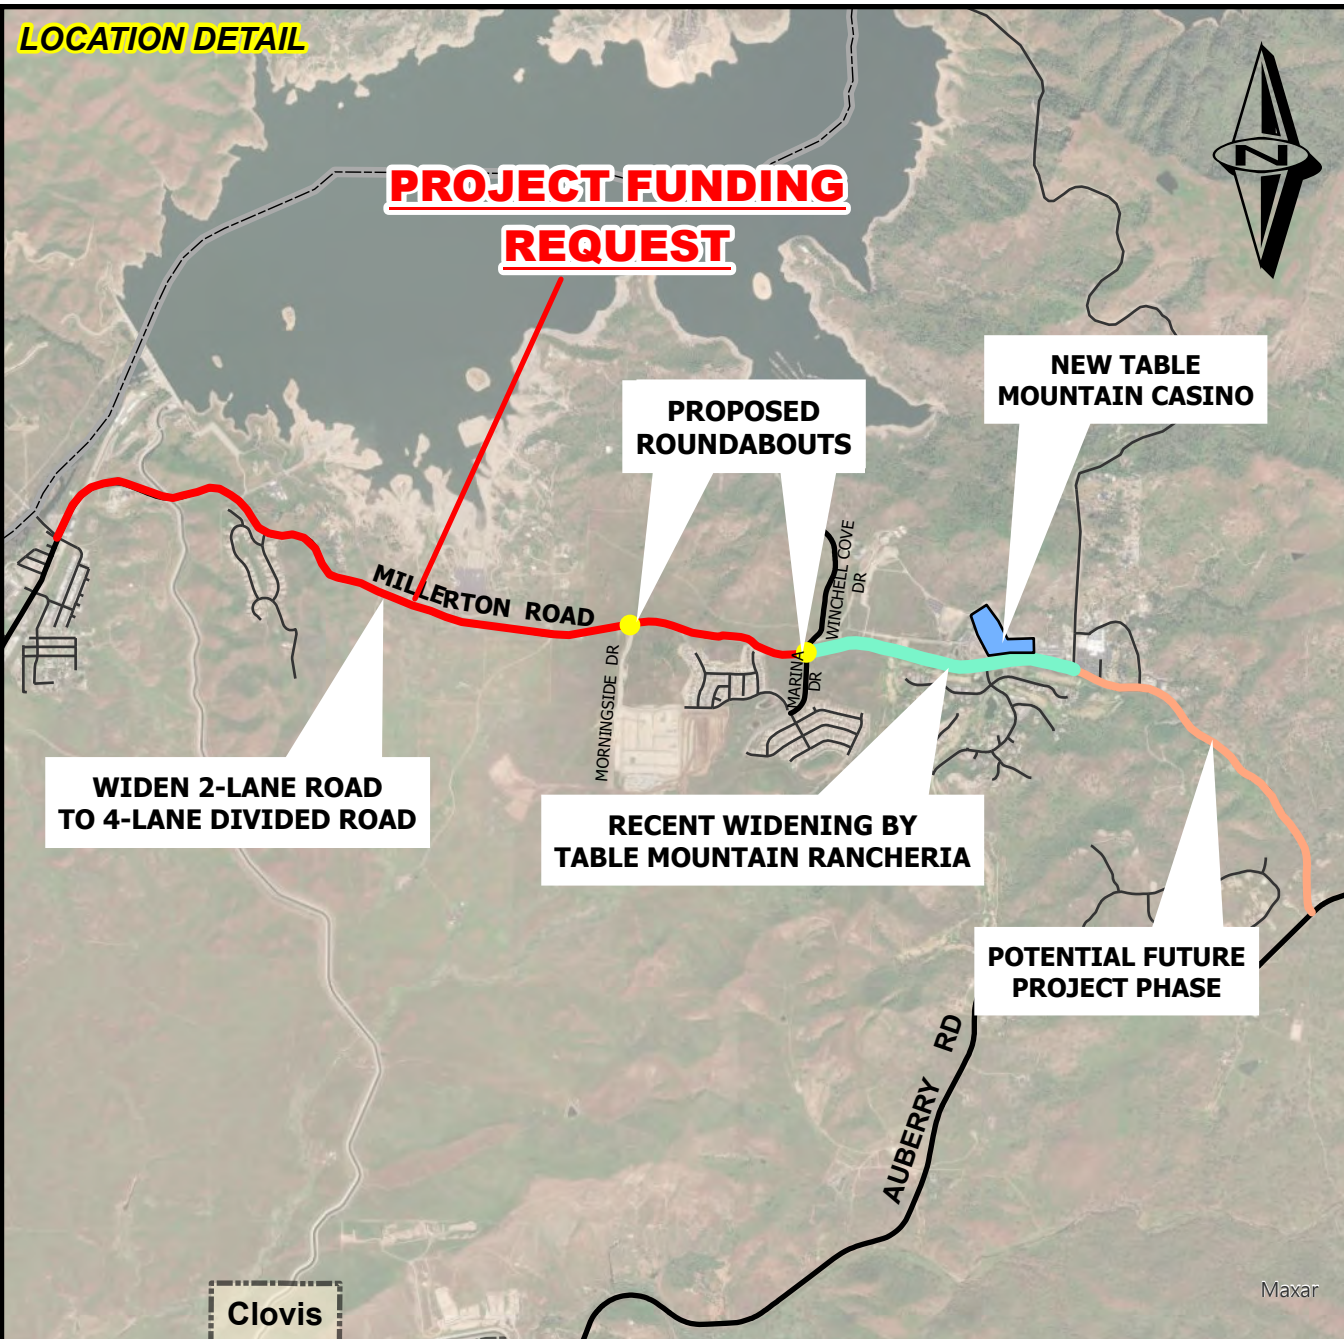 LOCATION DETAIL
N
PROJECT FUNDING
REQUEST
NEW TABLE
MOUNTAIN CASINO
PROPOSED
ROUNDABOUTS
WINCHELL COVE
DR
MILLERTON ROAD
MORNINGSIDE DR
MARINA
DR
WIDEN 2-LANE ROAD
TO 4-LANE DIVIDED ROAD
RECENT WIDENING BY
TABLE MOUNTAIN RANCHERIA
POTENTIAL FUTURE
PROJECT PHASE
AUBERRY RD
Clovis
Maxar